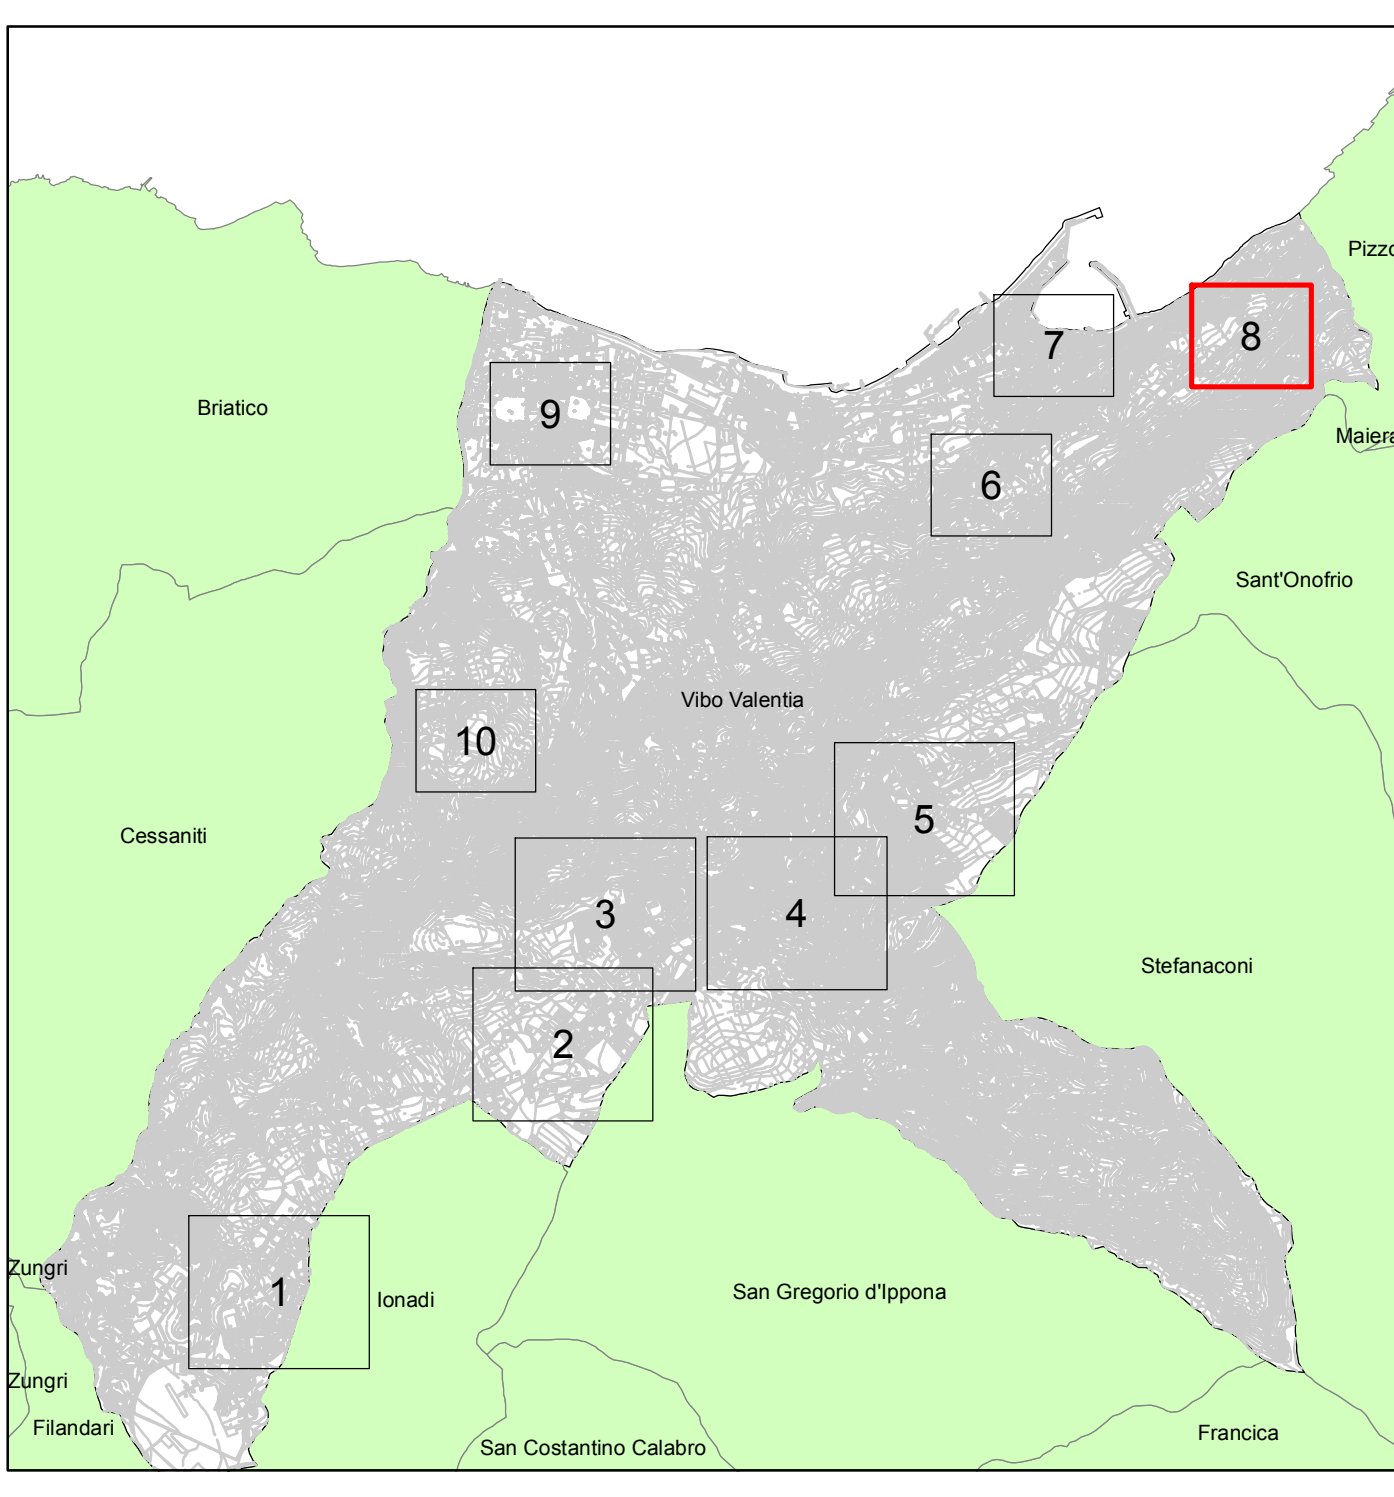 Pizzo
8
7
Briatico
9
Maiera
6
Sant'Onofrio
Vibo Valentia
10
5
Cessaniti
3
4
Stefanaconi
2
Zungri
1
Ionadi
San Gregorio d'Ippona
Zungri
Filandari
Francica
San Costantino Calabro